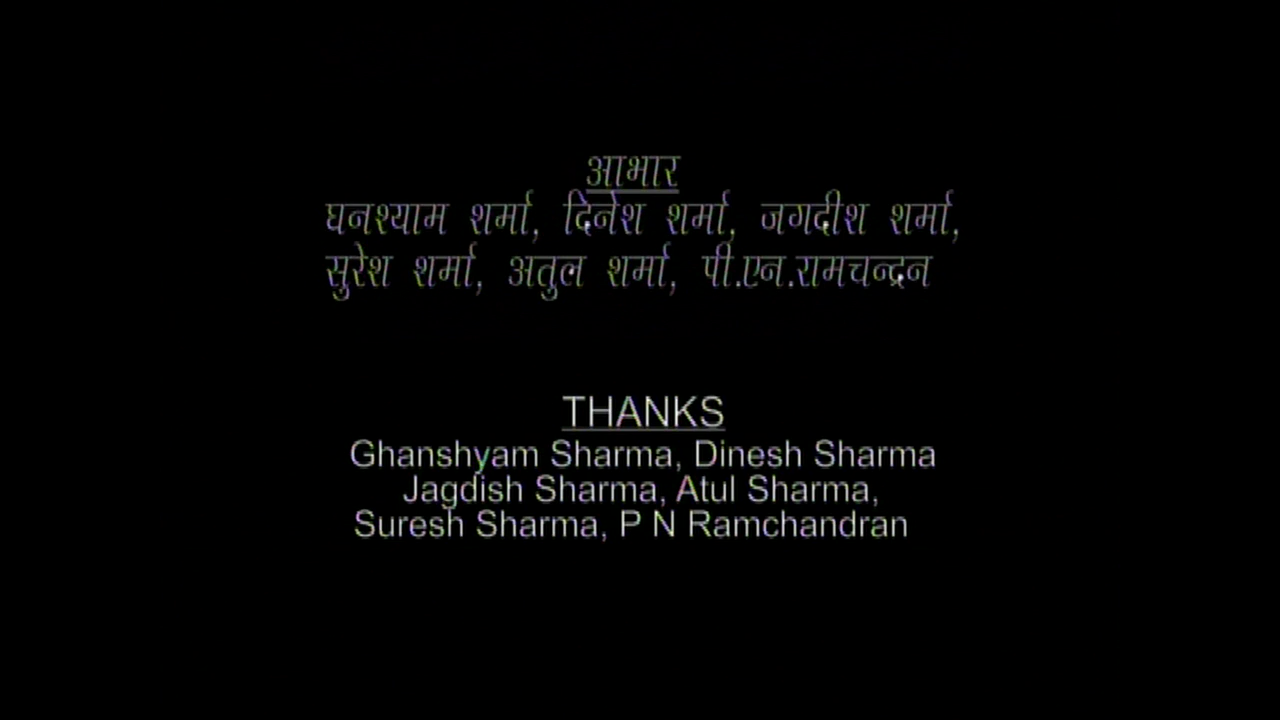 आभार
घनश्याम शर्मा, दिनेश शर्मा, जगदीश शर्मा,
सुरेश शर्मा, अतुल शर्मा, पी.एन.रामचन्द्रन
THANKS
Ghanshyam Sharma, Dinesh Sharma
Jagdish Sharma, Atul Sharma,
Suresh Sharma, P N Ramchandran